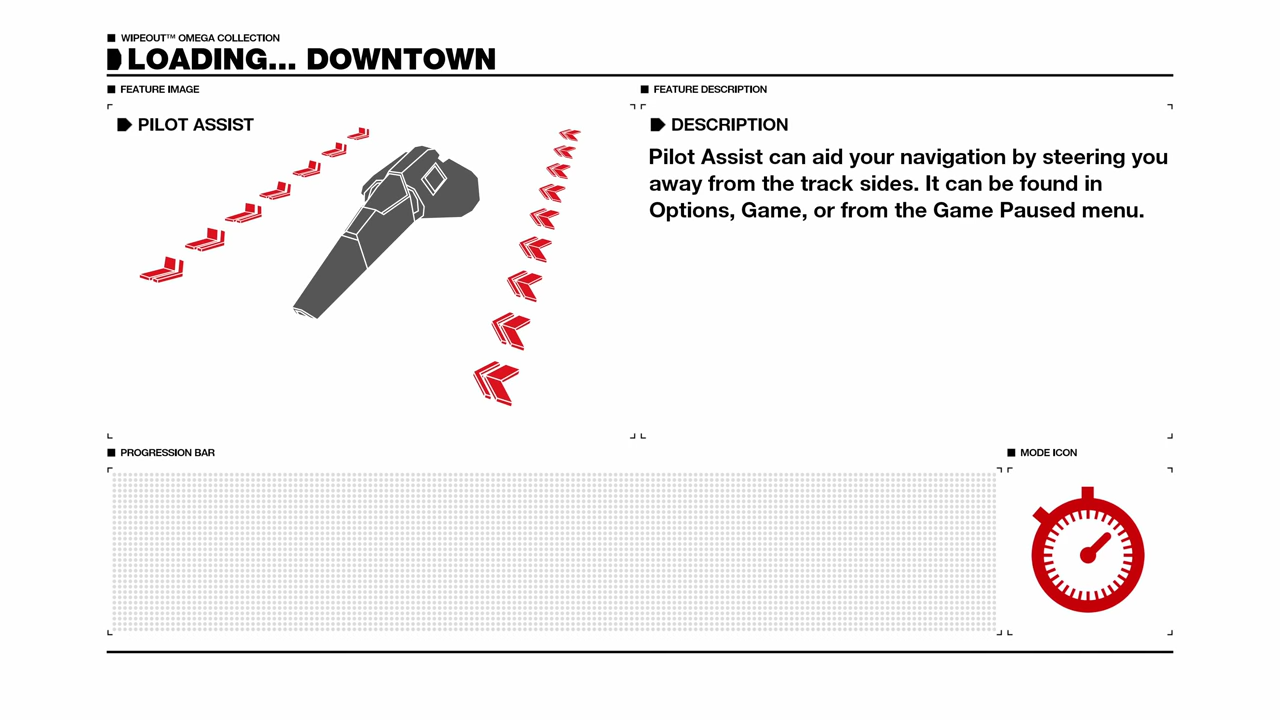 WIPEOUT™ OMEGA COLLECTION
LOADING... DOWNTOWN
FEATURE IMAGE
PILOT ASSIST
FEATURE DESCRIPTION
DESCRIPTION
Pilot Assist can aid your navigation by steering you
away from the track sides. It can be found in
Options, Game, or from the Game Paused menu.
PROGRESSION BAR
MODE ICON